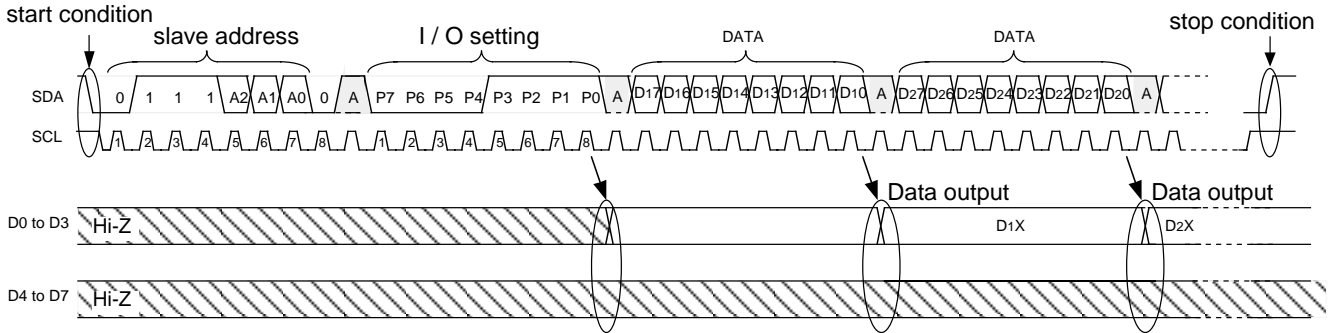 start condition
stop condition
slave address
I / O setting
DATA
DATA
SDA
0 1 1 1 A2 A1 A0 0 A P7 P6 P5 P4 P3 P2 P1 P0 A D17 D16 D15 D14 D13 D12 D11 D10 A D27 D26 D25 D24 D23 D22 D21 D20 A
SCL
1 2 3 4 5 6 7 8 1 2 3 4 5 6 7 8
Data output
Data output
D0 to D3
Hi-Z
D1X
D2X
D4 to D7
Hi-Z